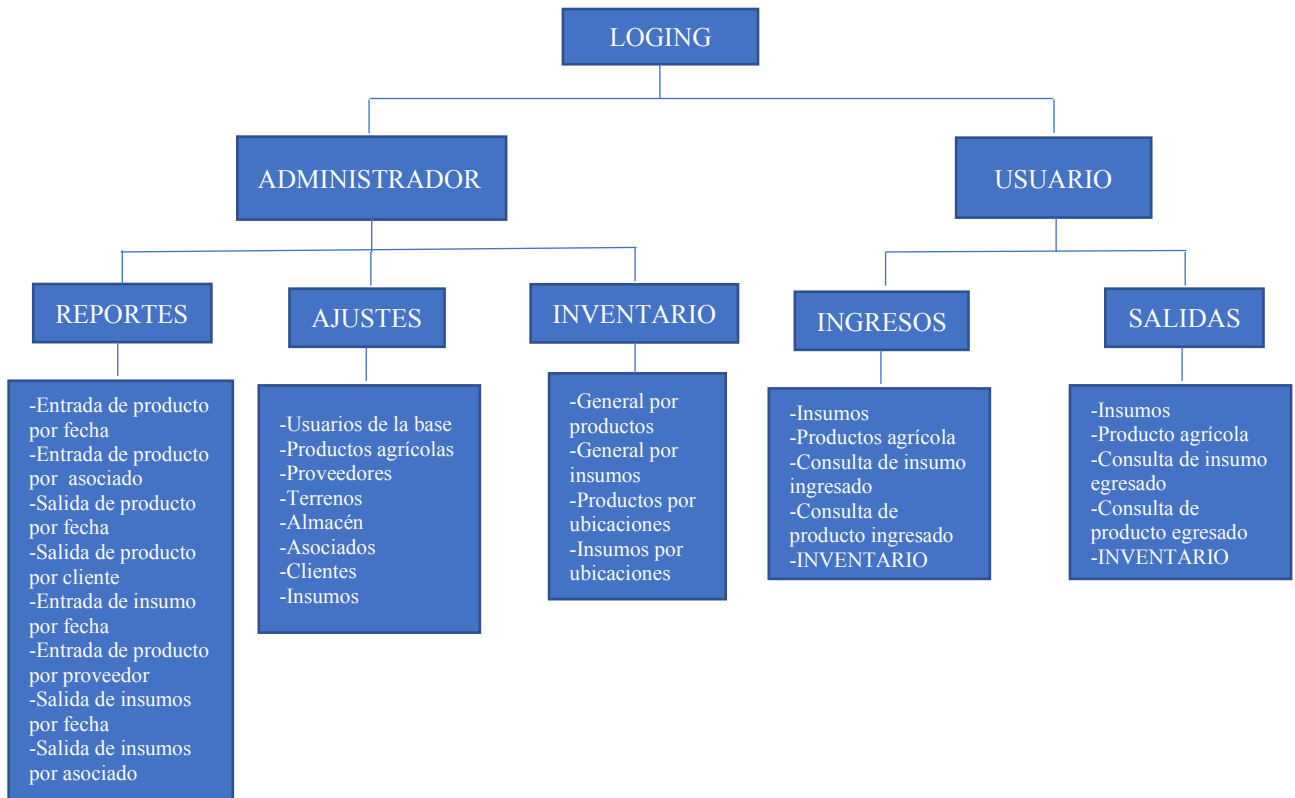 LOGING
ADMINISTRADOR
USUARIO
REPORTES
AJUSTES
INVENTARIO
INGRESOS
SALIDAS
-Entrada de producto
por fecha
-Entrada de producto
por asociado
-Salida de producto
por fecha
-Salida de producto
por cliente
-Entrada de insumo
por fecha
-Entrada de producto
por proveedor
-Salida de insumos
por fecha
-Salida de insumos
por asociado
-Usuarios de la base
-Productos agrícolas
-Proveedores
-Terrenos
-Almacén
-Asociados
-Clientes
-Insumos
-General por
productos
-General por
insumos
-Productos por
ubicaciones
-Insumos por
ubicaciones
-Insumos
-Productos agrícola
-Consulta de insumo
ingresado
-Consulta de
producto ingresado
-INVENTARIO
-Insumos
-Producto agrícola
-Consulta de insumo
egresado
-Consulta de
producto egresado
-INVENTARIO